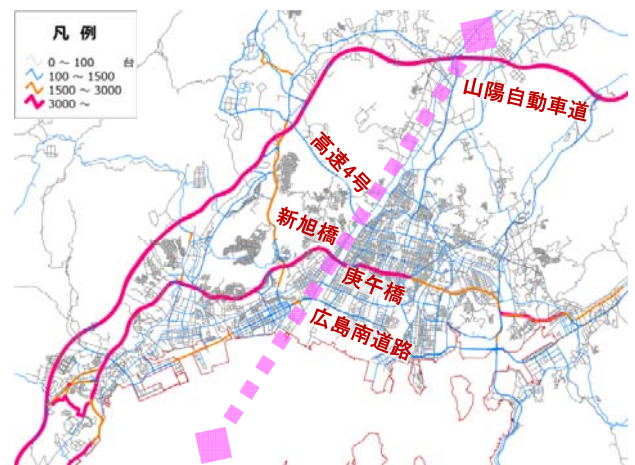 凡 例
0 ～ 100 台
100 ～ 1500
1500 ～ 3000
3000 ～
山陽自動車道
高速4号
新旭橋
庚午橋
広島南道路